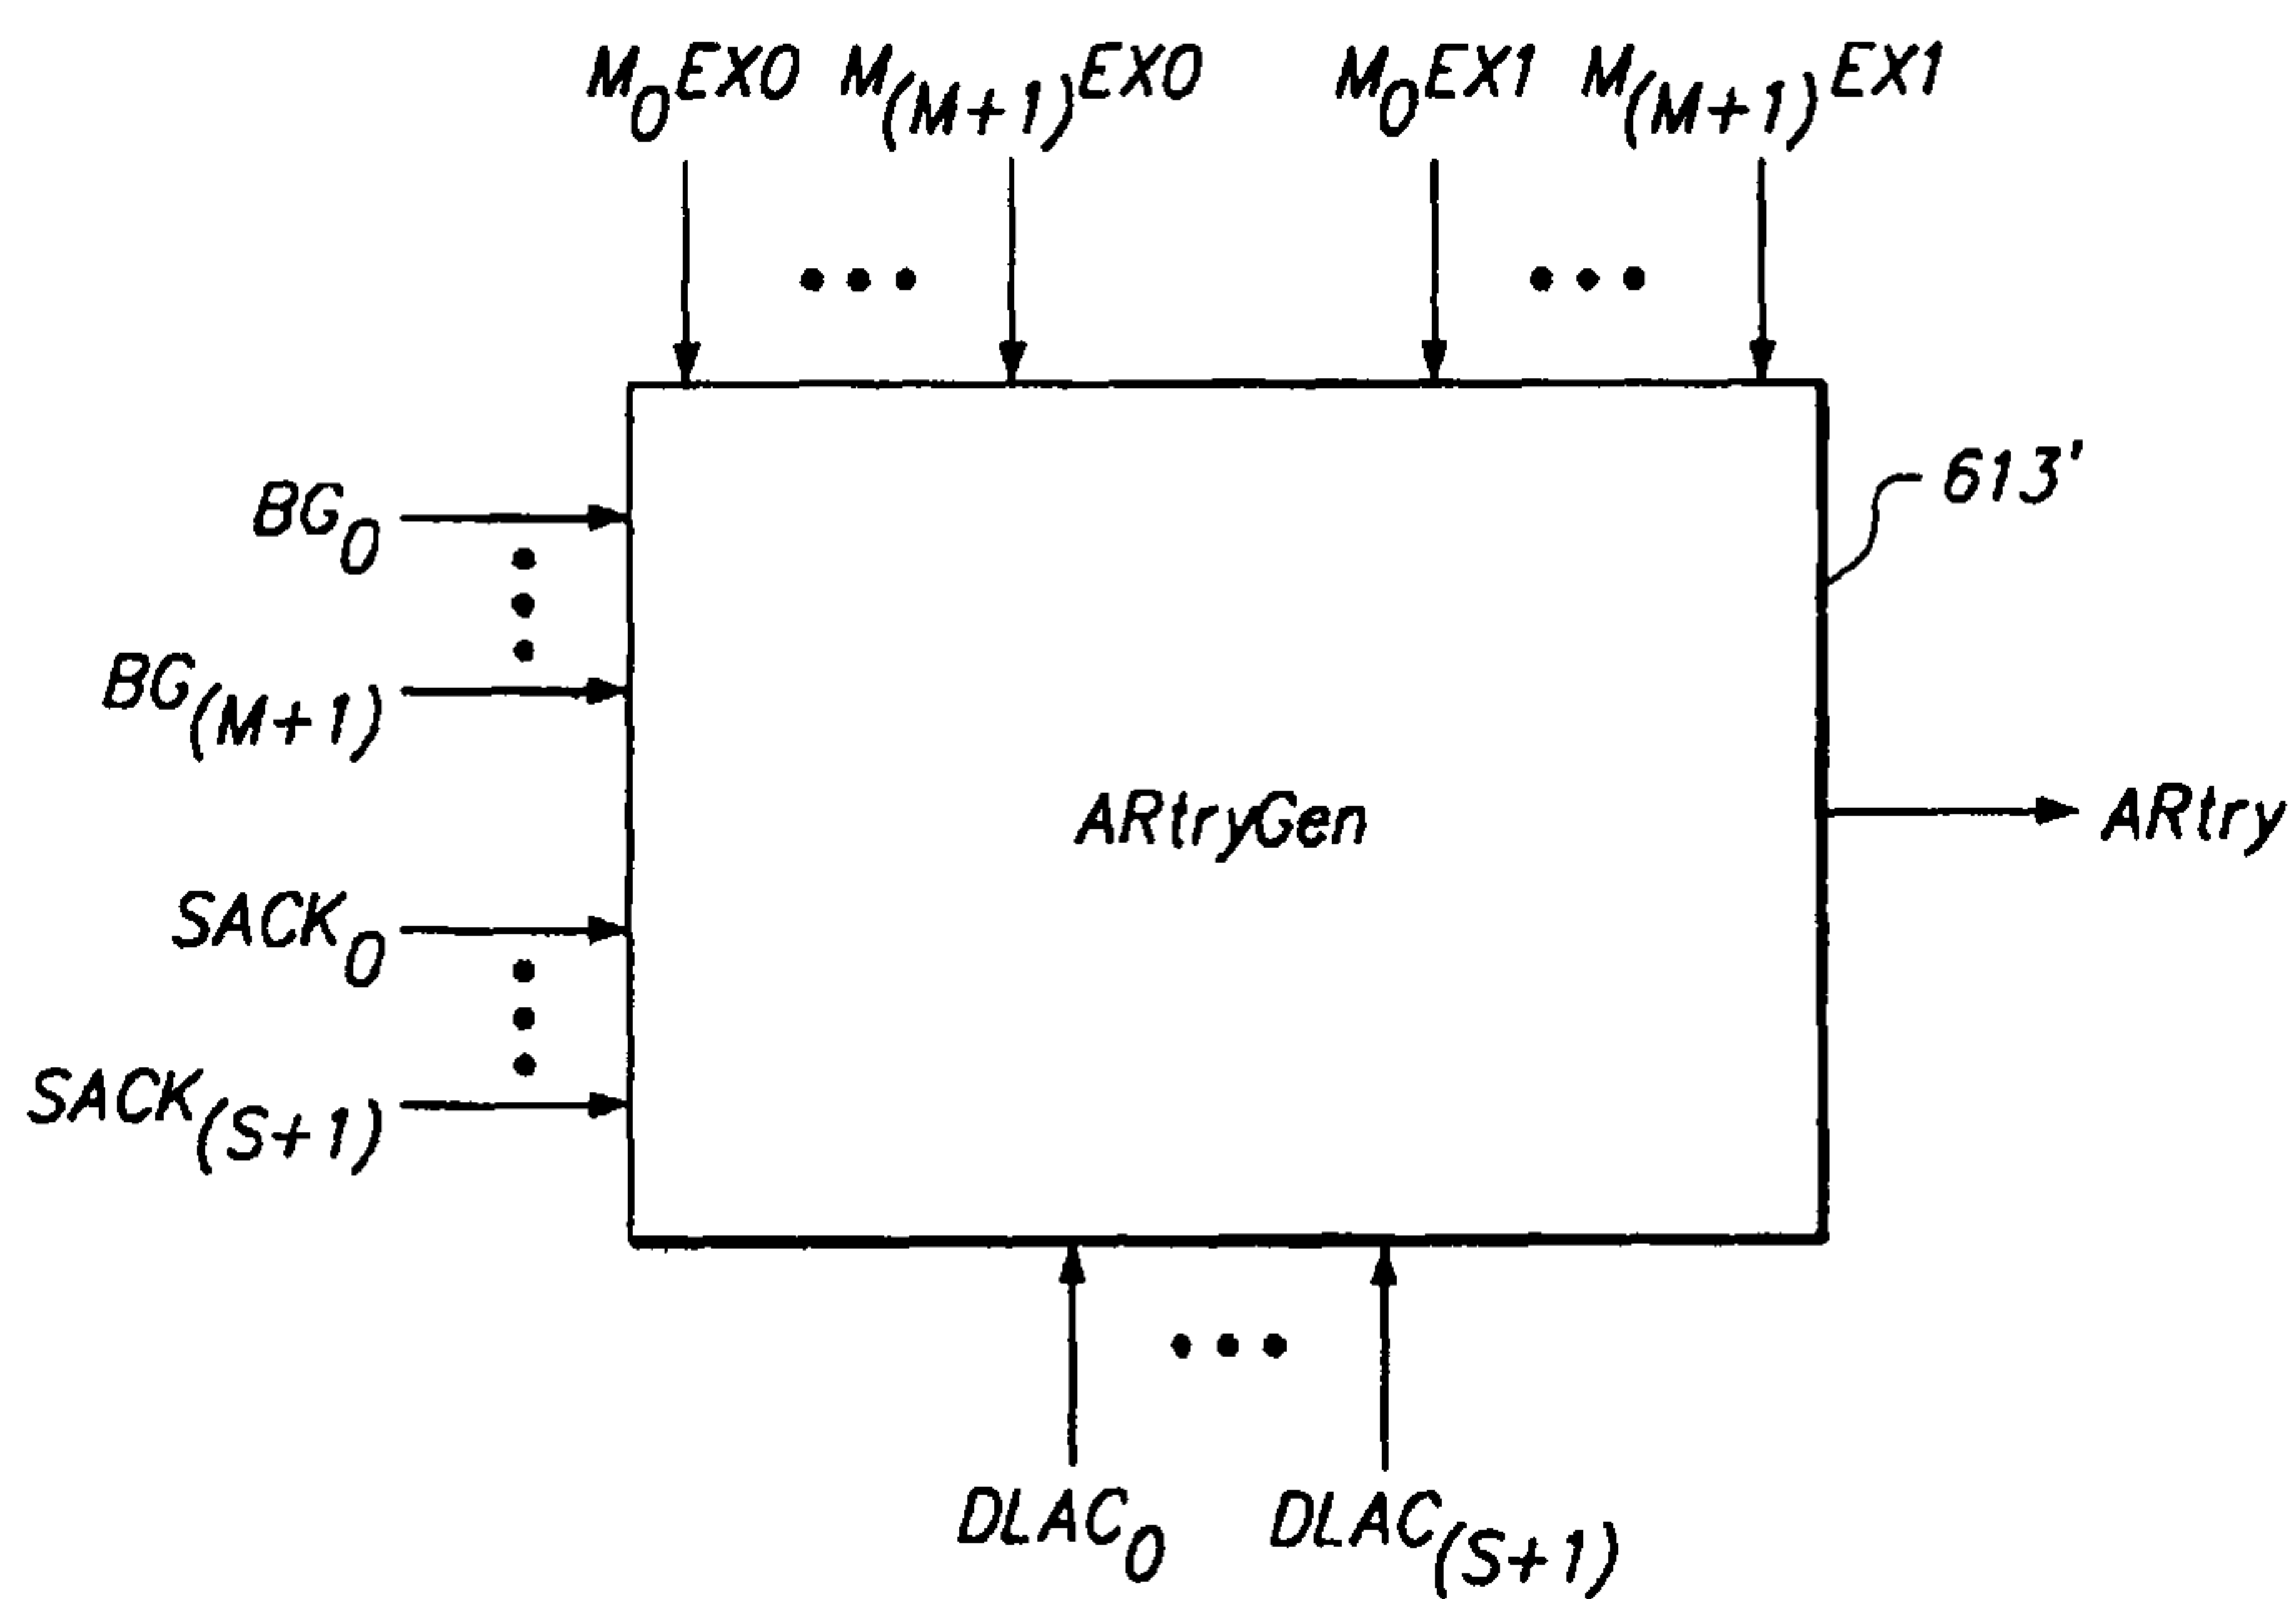 M₀EX0 M₍M+1₎EX0 M₀EX1 M₍M+1₎EX1
613'
BG₀
BG₍M+1₎
ARtryGen
ARtry
SACK₀
SACK₍S+1₎
DLAC₀ DLAC₍S+1₎